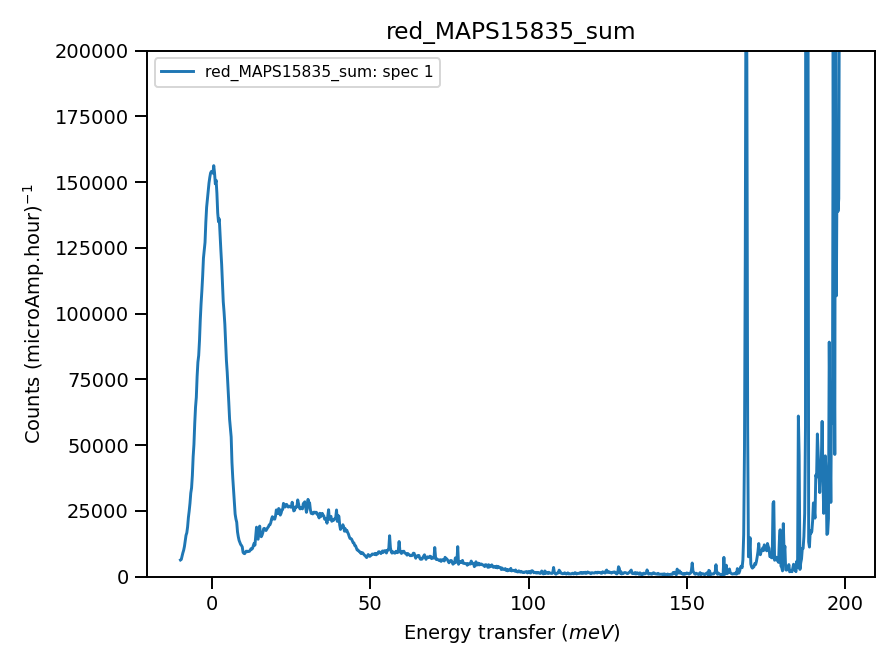 red_MAPS15835_sum
200000
red_MAPS15835_sum: spec 1
175000
150000
125000
100000
75000
50000
25000
0
Counts (microAmp.hour)⁻¹
0 50 100 150 200
Energy transfer (meV)